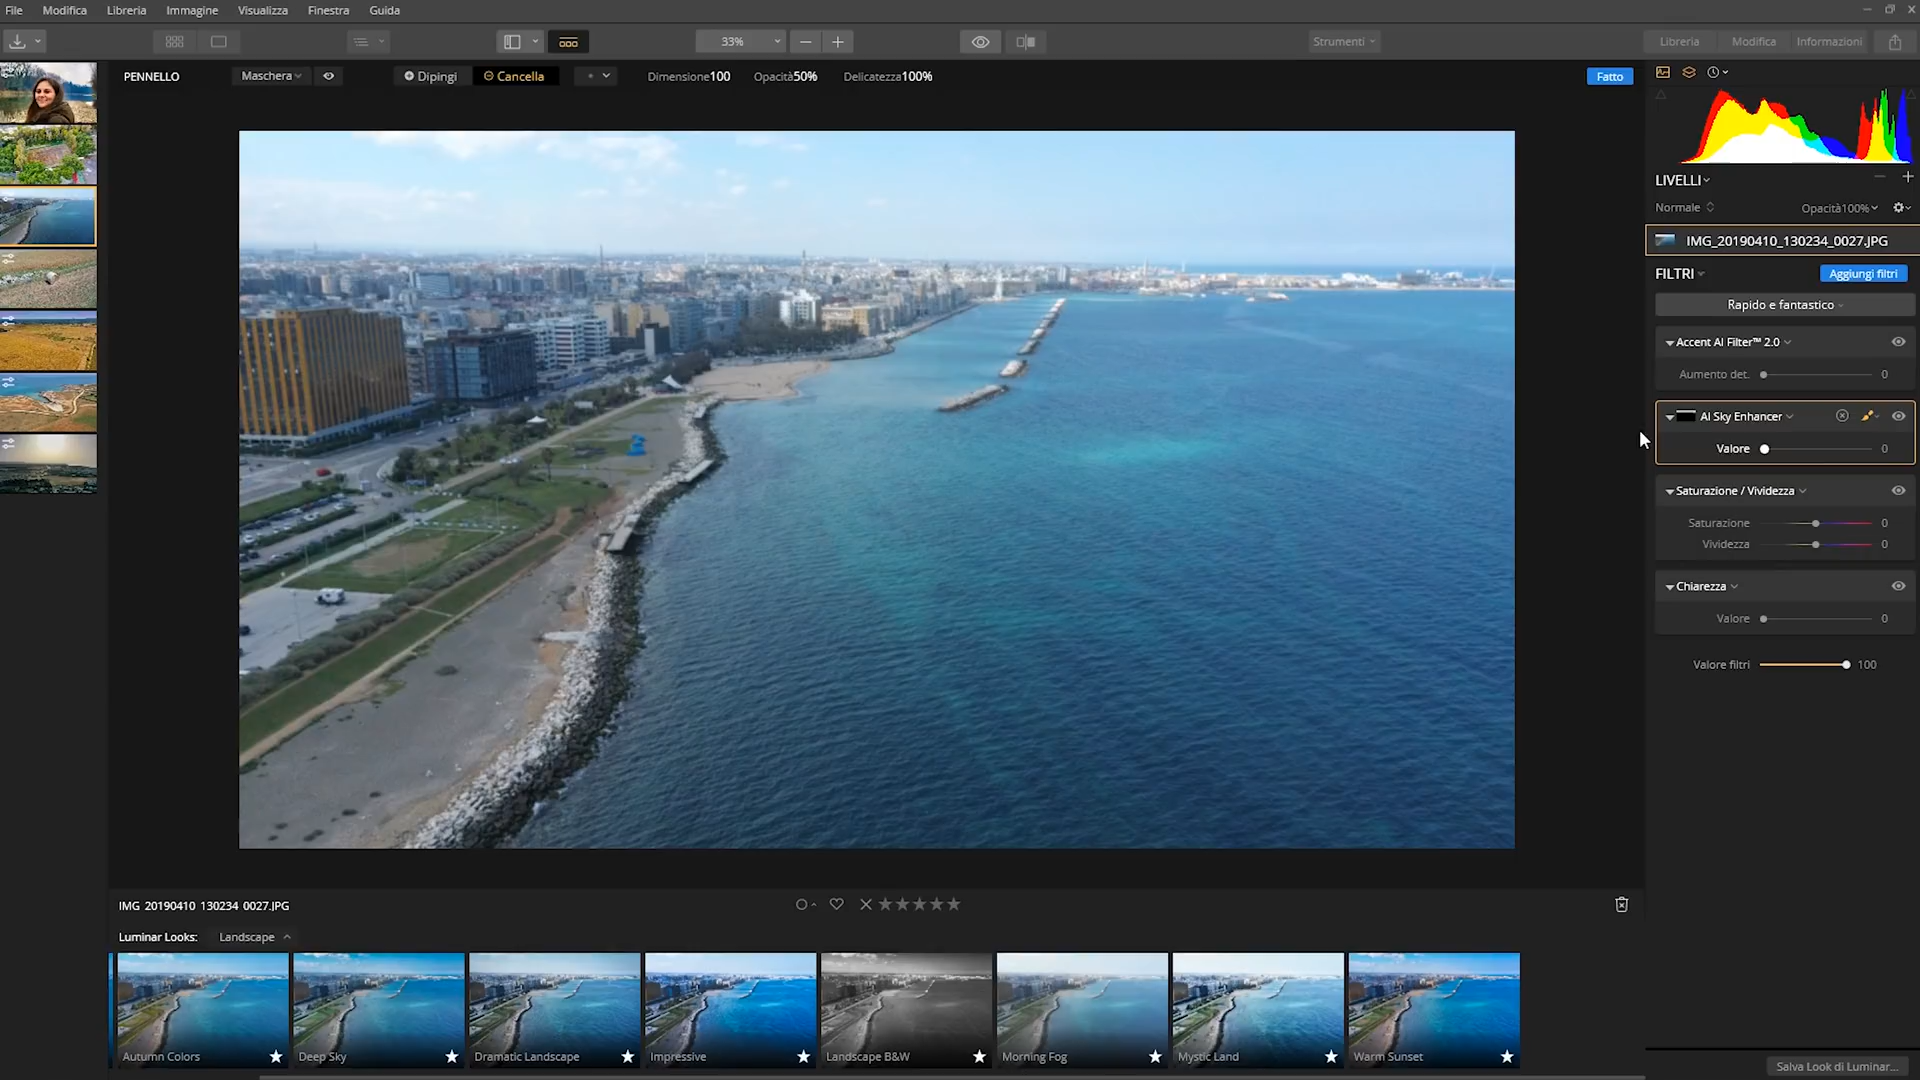 File Modifica Libreria Immagine Visualizza Finestra Guida
33% Strumenti Libreria Modifica Informazioni
PENNELLO Maschera Dipingi Cancella Dimensione100 Opacità50% Delicatezza100% Fatto
LIVELLI
Normale Opacità100%
IMG_20190410_130234_0027.JPG
FILTRI Aggiungi filtri
Rapido e fantastico
Accent AI Filter™ 2.0
Aumento det. 0
AI Sky Enhancer
Valore 0
Saturazione / Vividezza
Saturazione 0
Vividezza 0
Chiarezza
Valore 0
Valore filtri 100
IMG_20190410_130234_0027.JPG
Luminar Looks: Landscape
Autumn Colors Deep Sky Dramatic Landscape Impressive Landscape B&W Morning Fog Mystic Land Warm Sunset
Salva Look di Luminar...